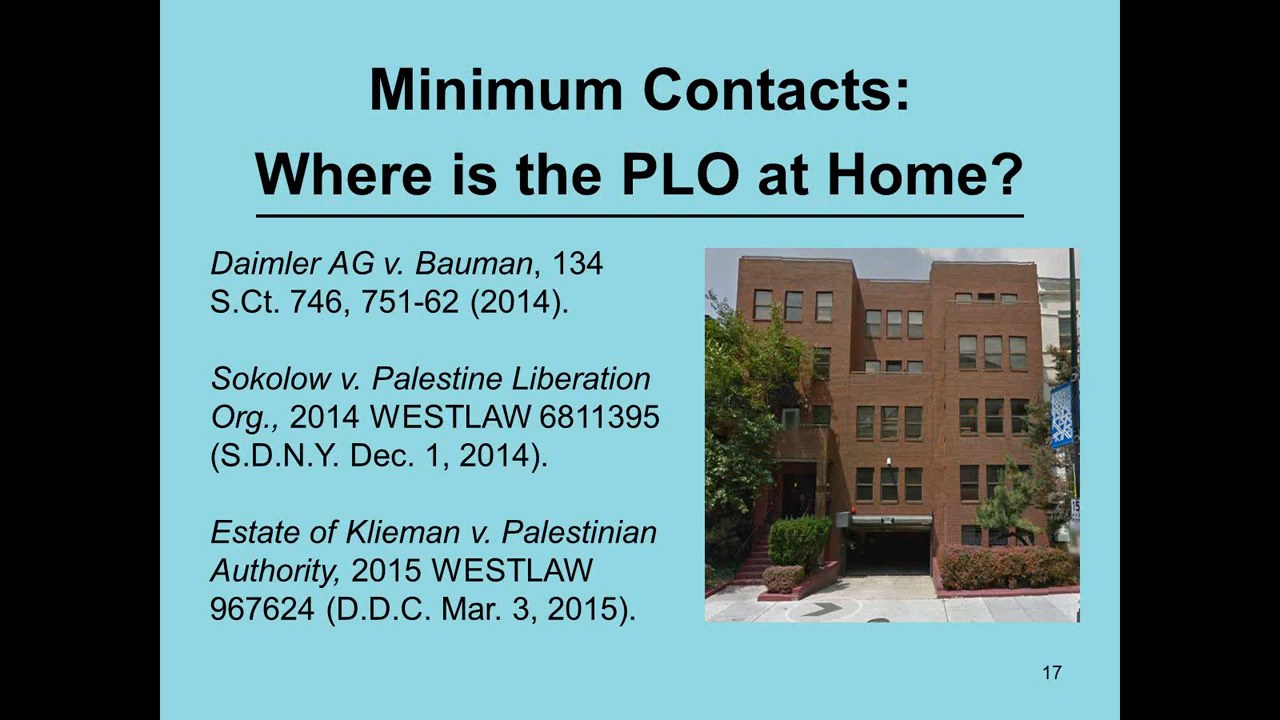 Minimum Contacts:
Where is the PLO at Home?
Daimler AG v. Bauman, 134
S.Ct. 746, 751-62 (2014).
Sokolow v. Palestine Liberation
Org., 2014 WESTLAW 6811395
(S.D.N.Y. Dec. 1, 2014).
Estate of Klieman v. Palestinian
Authority, 2015 WESTLAW
967624 (D.D.C. Mar. 3, 2015).
17